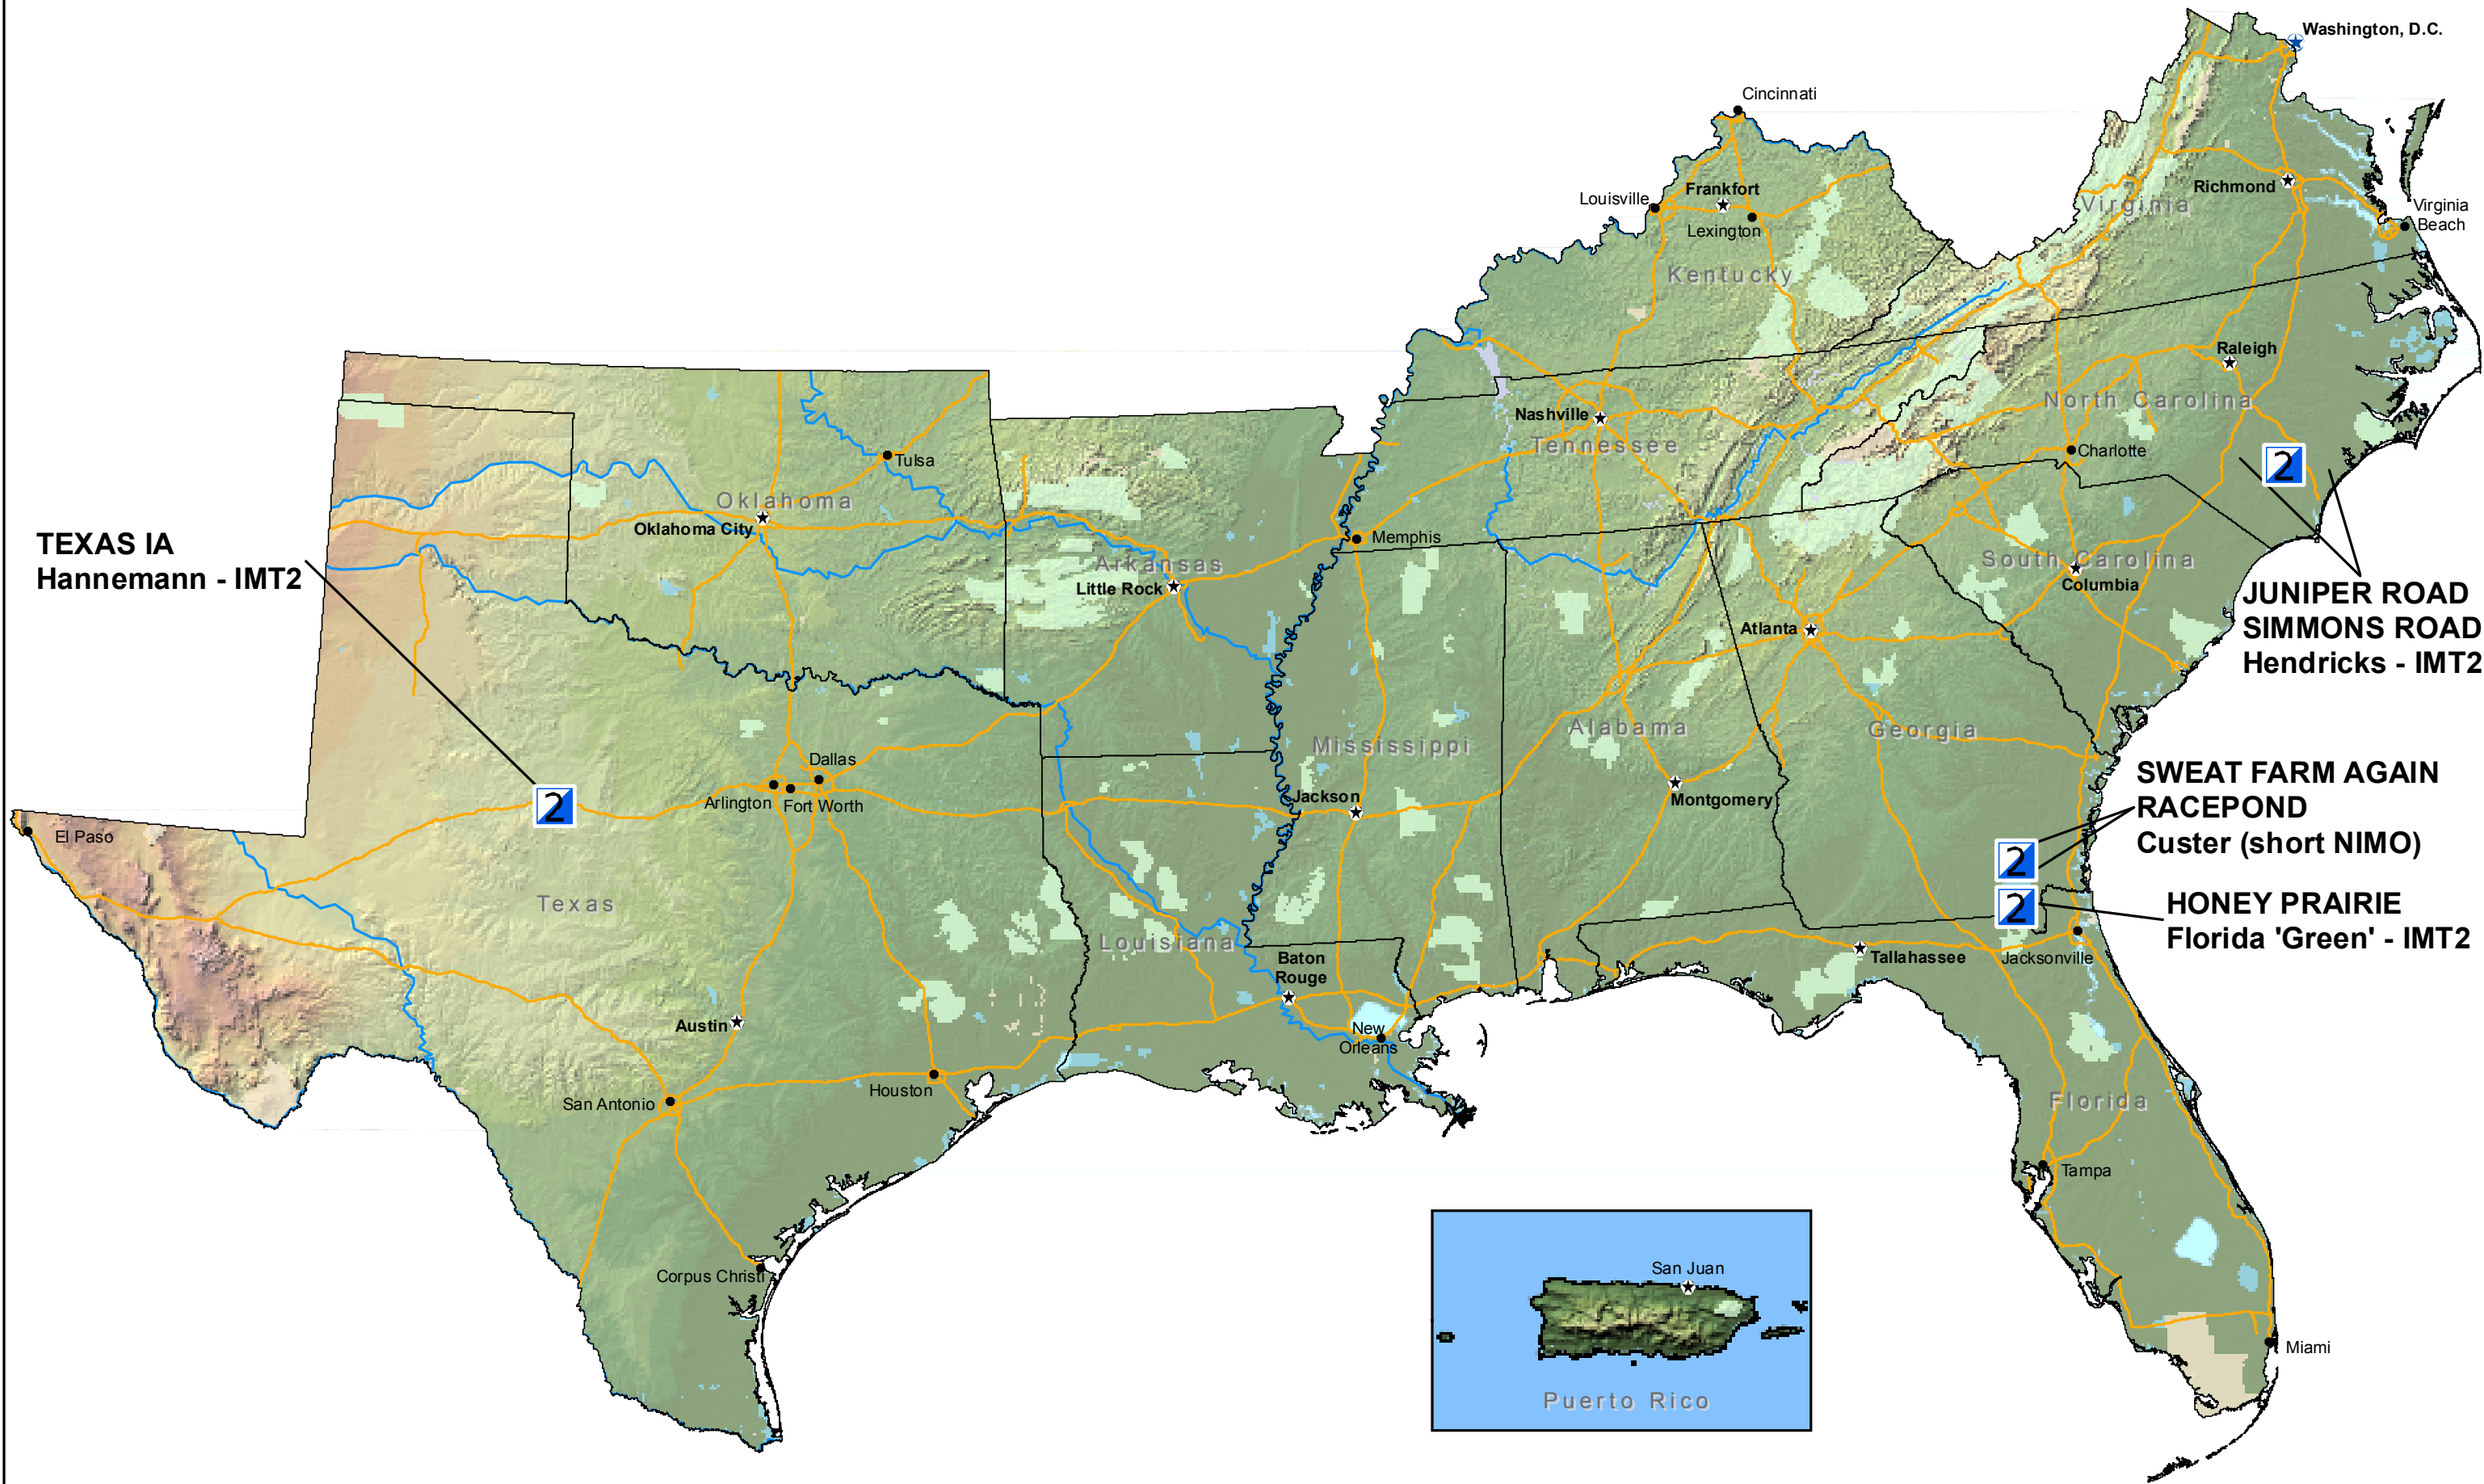 Washington, D.C.
Cincinnati
Louisville
Frankfort
Lexington
Richmond
Virginia
Virginia
Beach
Kentucky
Raleigh
Nashville
North Carolina
Tennessee
Charlotte
2
Tulsa
Oklahoma
Oklahoma City
TEXAS IA
Hannemann - IMT2
Memphis
Arkansas
Little Rock
South Carolina
Columbia
JUNIPER ROAD
SIMMONS ROAD
Hendricks - IMT2
Atlanta
Alabama
Georgia
Mississippi
Dallas
Arlington
Fort Worth
2
Jackson
Montgomery
SWEAT FARM AGAIN
RACEPOND
Custer (short NIMO)
2
El Paso
Texas
2
HONEY PRAIRIE
Florida 'Green' - IMT2
Louisiana
Baton
Rouge
Tallahassee
Jacksonville
Austin
New
Orleans
Houston
San Antonio
Florida
Tampa
Corpus Christi
San Juan
Puerto Rico
Miami